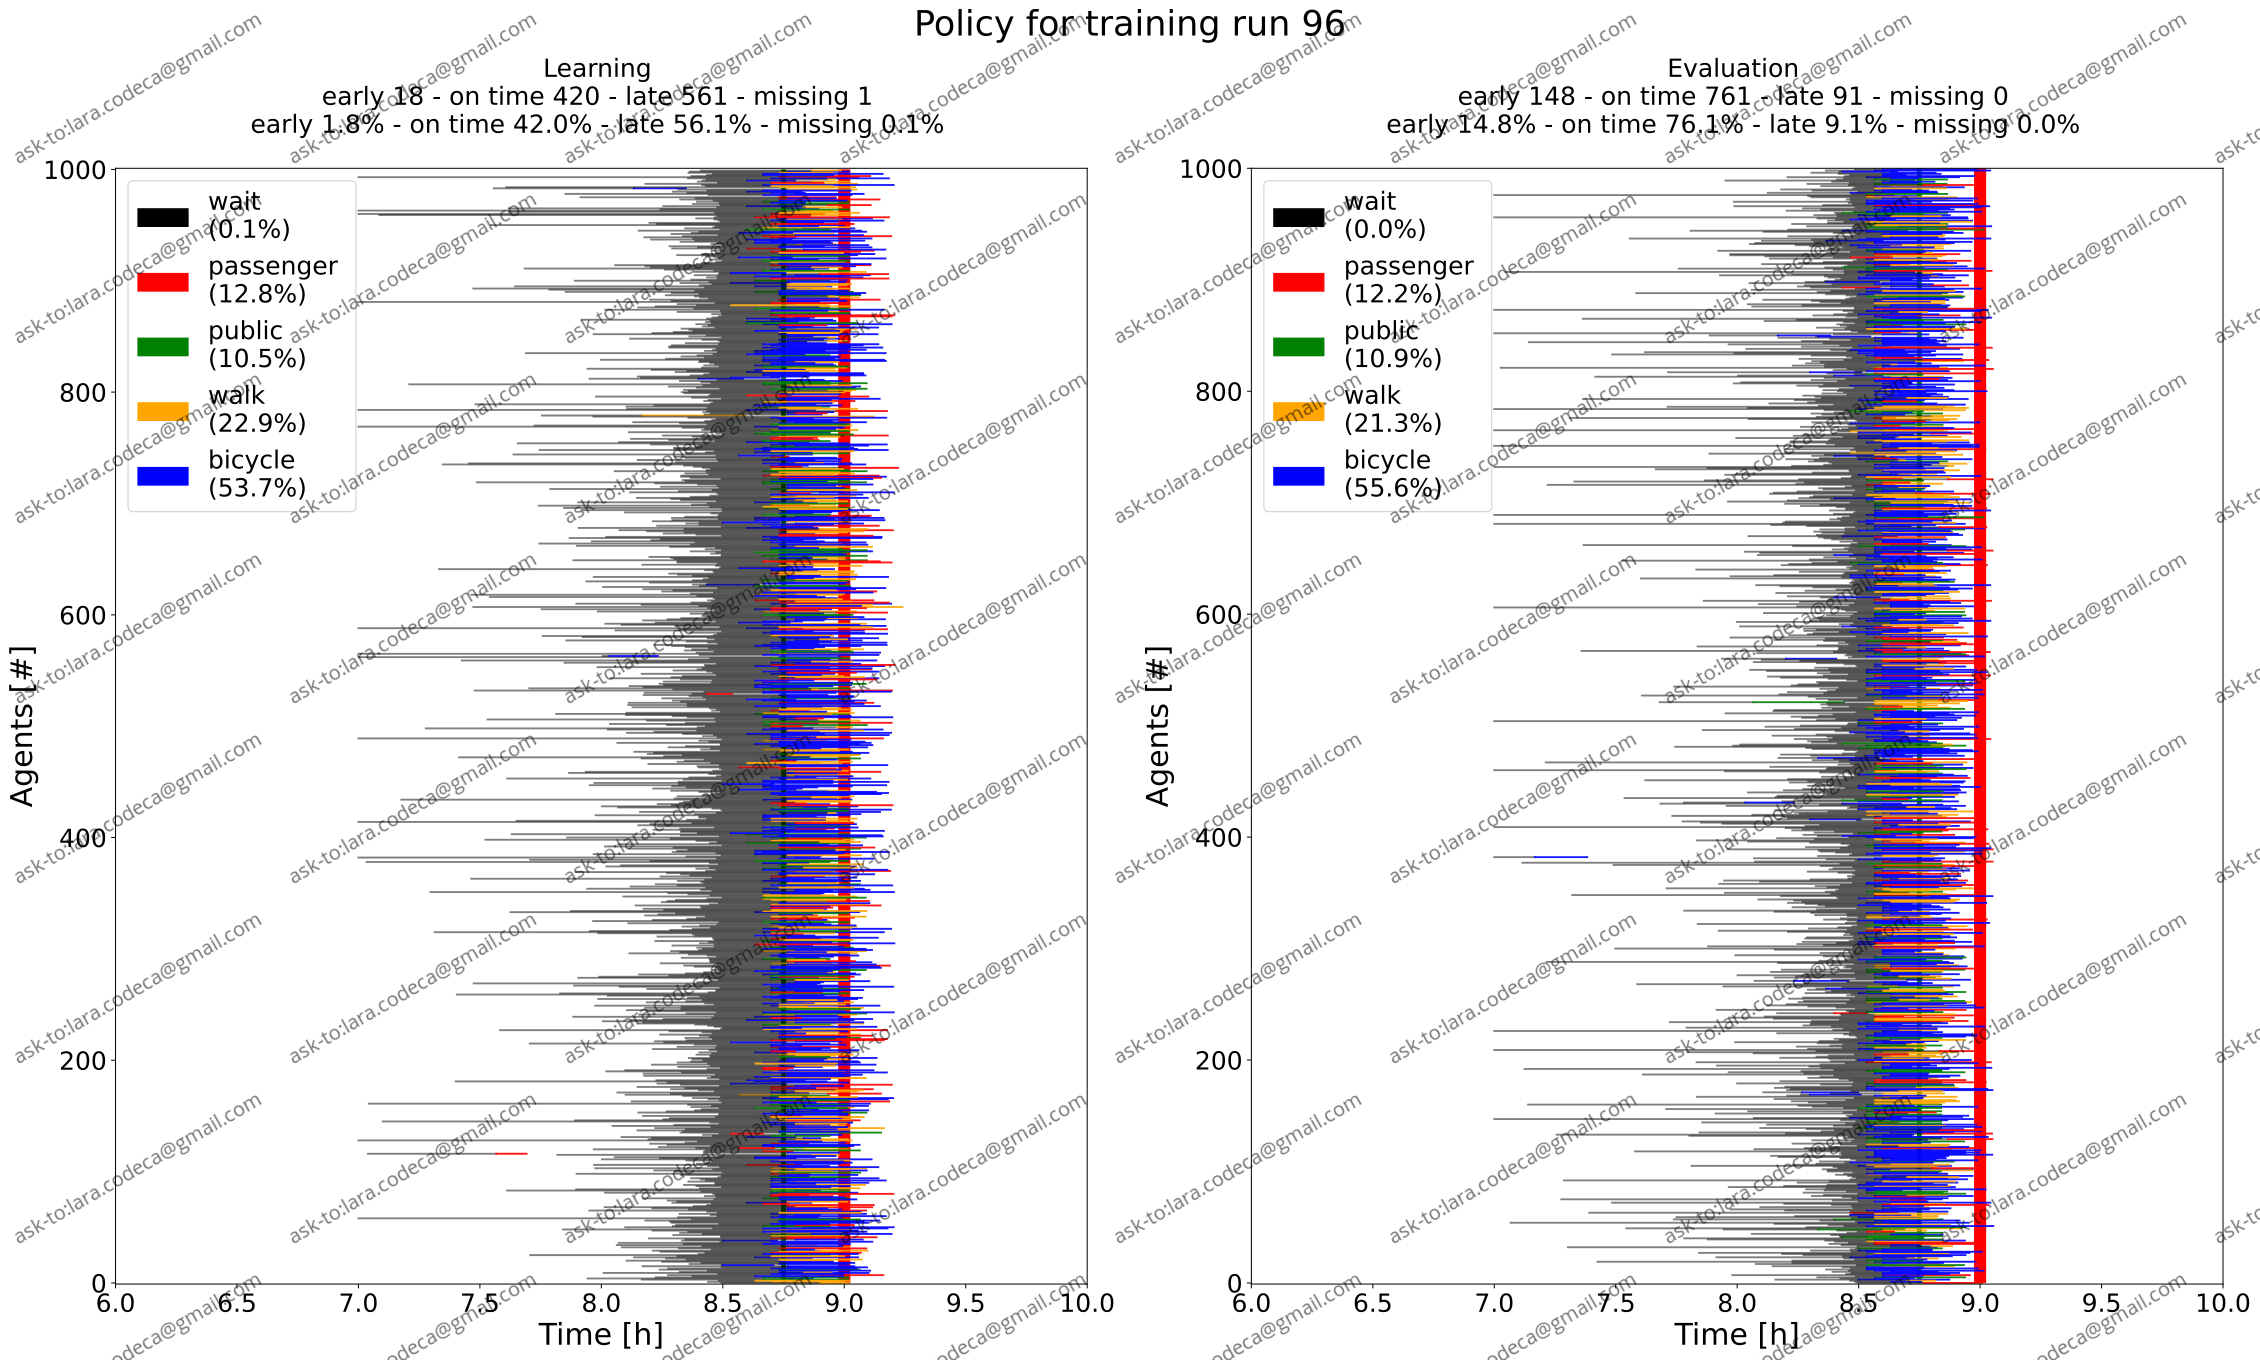 Policy for training run 96
Learning
early 18 - on time 420 - late 561 - missing 1
early 1.8% - on time 42.0% - late 56.1% - missing 0.1%
1000
800
600
400
200
0
Agents [#]
wait
(0.1%)
passenger
(12.8%)
public
(10.5%)
walk
(22.9%)
bicycle
(53.7%)
6.0 6.5 7.0 7.5 8.0 8.5 9.0 9.5 10.0
Time [h]
Evaluation
early 148 - on time 761 - late 91 - missing 0
early 14.8% - on time 76.1% - late 9.1% - missing 0.0%
1000
800
600
400
200
0
Agents [#]
wait
(0.0%)
passenger
(12.2%)
public
(10.9%)
walk
(21.3%)
bicycle
(55.6%)
6.0 6.5 7.0 7.5 8.0 8.5 9.0 9.5 10.0
Time [h]
ask-to:lara.codeca@gmail.com